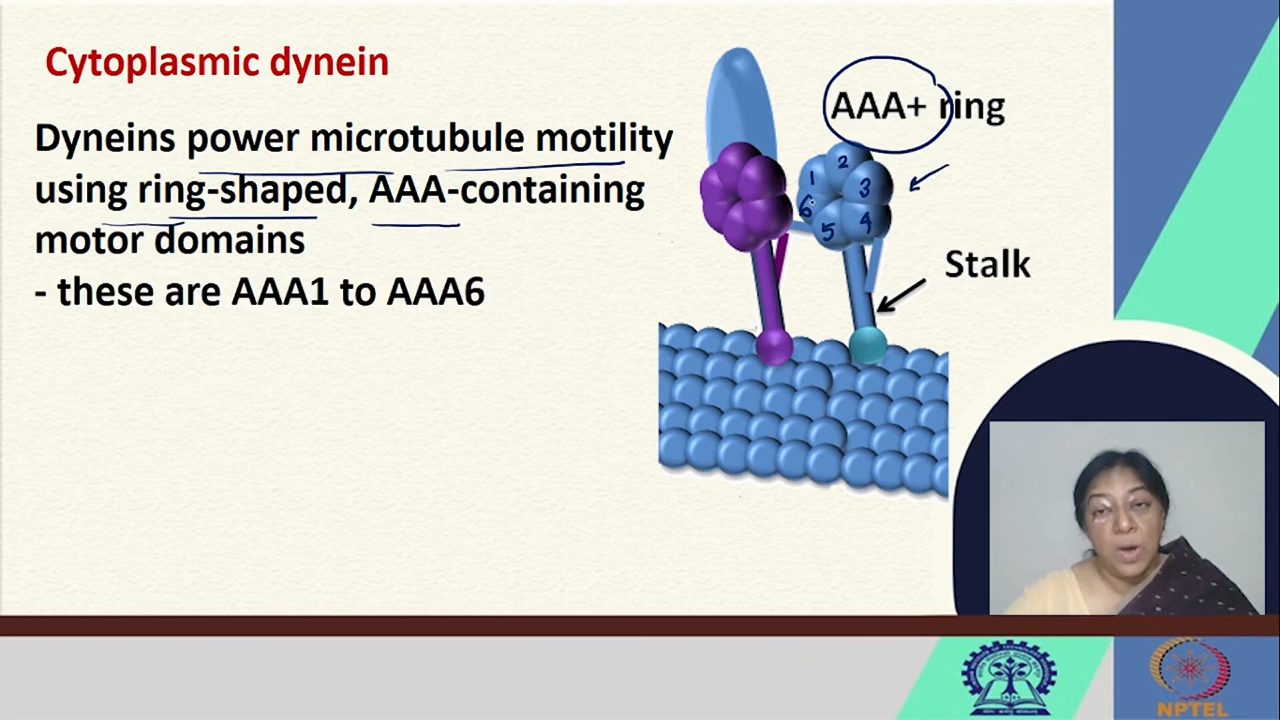 Cytoplasmic dynein
Dyneins power microtubule motility
using ring-shaped, AAA-containing
motor domains
- these are AAA1 to AAA6
AAA+ ring
1
2
3
4
5
6
Stalk
NPTEL